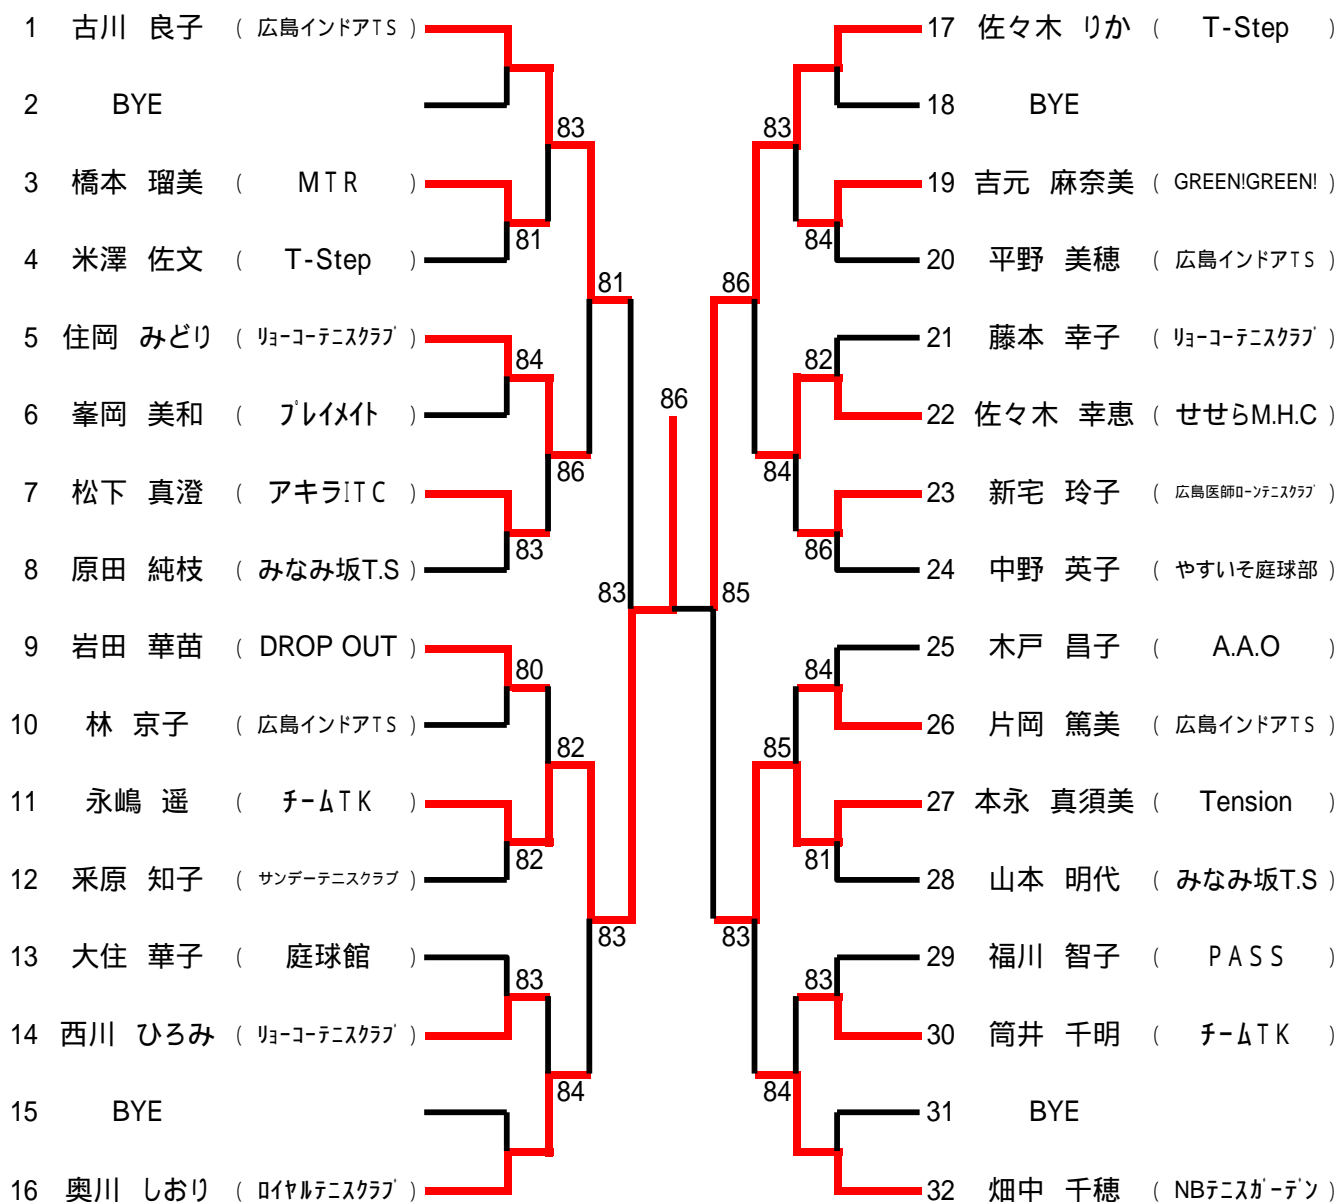 1 古川 良子 ( 広島インドアTS )
2 BYE
83
3 橋本 瑠美 ( MTR )
81
4 米澤 佐文 ( T-Step )
81
5 住岡 みどり ( リョーコーテニスクラブ )
84
6 峯岡 美和 ( プレイメイト )
86
7 松下 真澄 ( アキラITC )
83
8 原田 純枝 ( みなみ坂T.S )
83
9 岩田 華苗 ( DROP OUT )
80
10 林 京子 ( 広島インドアTS )
82
11 永嶋 遥 ( チームTK )
82
12 釆原 知子 ( サンデーテニスクラブ )
83
13 大住 華子 ( 庭球館 )
83
14 西川 ひろみ ( リョーコーテニスクラブ )
84
15 BYE
16 奥川 しおり ( ロイヤルテニスクラブ )
86
17 佐々木 りか ( T-Step )
18 BYE
83
19 吉元 麻奈美 ( GREEN!GREEN! )
84
20 平野 美穂 ( 広島インドアTS )
86
21 藤本 幸子 ( リョーコーテニスクラブ )
82
22 佐々木 幸恵 ( せせらM.H.C )
84
23 新宅 玲子 ( 広島医師ローンテニスクラブ )
86
24 中野 英子 ( やすいそ庭球部 )
85
25 木戸 昌子 ( A.A.O )
84
26 片岡 篤美 ( 広島インドアTS )
85
27 本永 真須美 ( Tension )
81
28 山本 明代 ( みなみ坂T.S )
83
29 福川 智子 ( PASS )
83
30 筒井 千明 ( チームTK )
84
31 BYE
32 畑中 千穂 ( NBテニスガーデン )